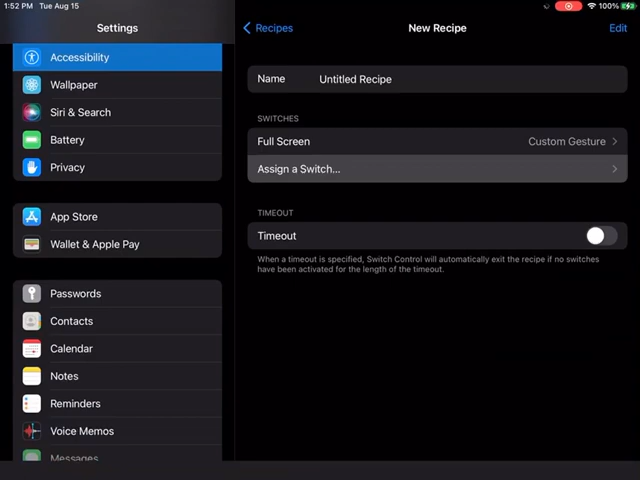 1:52 PM Tue Aug 15
100%
Settings
Recipes
New Recipe
Edit
Accessibility
Wallpaper
Siri & Search
Battery
Privacy
App Store
Wallet & Apple Pay
Passwords
Contacts
Calendar
Notes
Reminders
Voice Memos
Messages
Name Untitled Recipe
SWITCHES
Full Screen Custom Gesture
Assign a Switch...
TIMEOUT
Timeout
When a timeout is specified, Switch Control will automatically exit the recipe if no switches
have been activated for the length of the timeout.